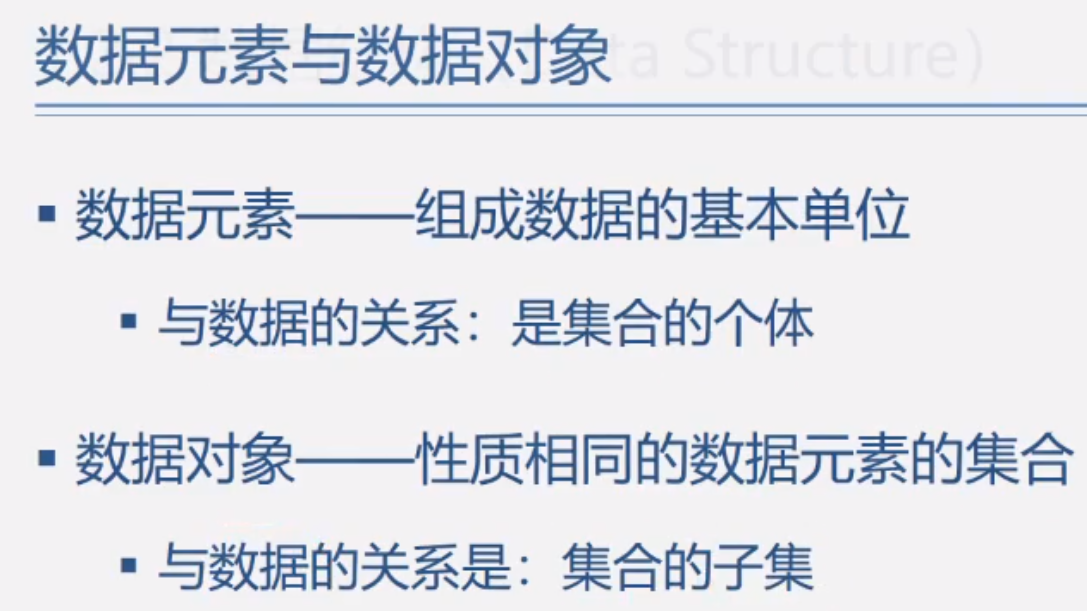 数据元素与数据对象
ta Structure)
▪ 数据元素——组成数据的基本单位
▪ 与数据的关系：是集合的个体
▪ 数据对象——性质相同的数据元素的集合
▪ 与数据的关系是：集合的子集